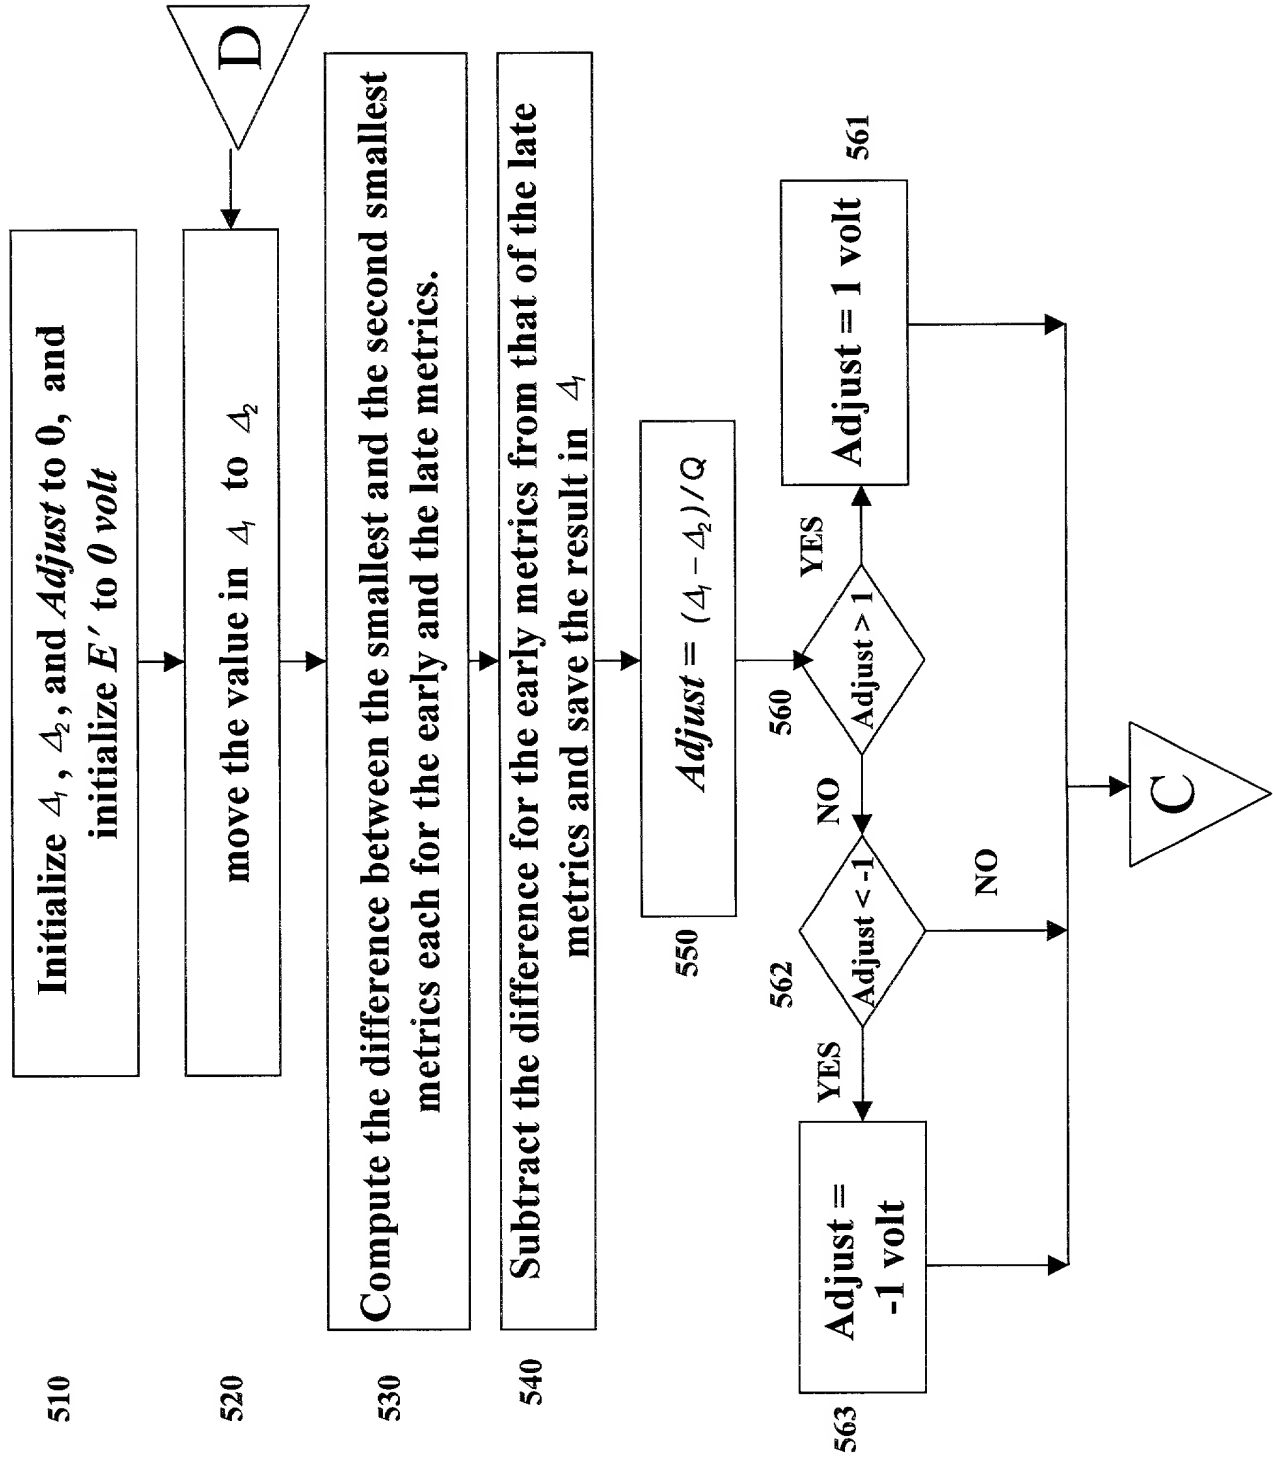 510
Initialize Δ₁, Δ₂, and Adjust to 0, and
initialize E′ to 0 volt
D
520
move the value in Δ₁ to Δ₂
530
Compute the difference between the smallest and the second smallest
metrics each for the early and the late metrics.
540
Subtract the difference for the early metrics from that of the late
metrics and save the result in Δ₁
550
Adjust = (Δ₁ − Δ₂)/Q
560
Adjust > 1
YES
Adjust = 1 volt
561
NO
562
Adjust < -1
YES
563
Adjust =
-1 volt
NO
C